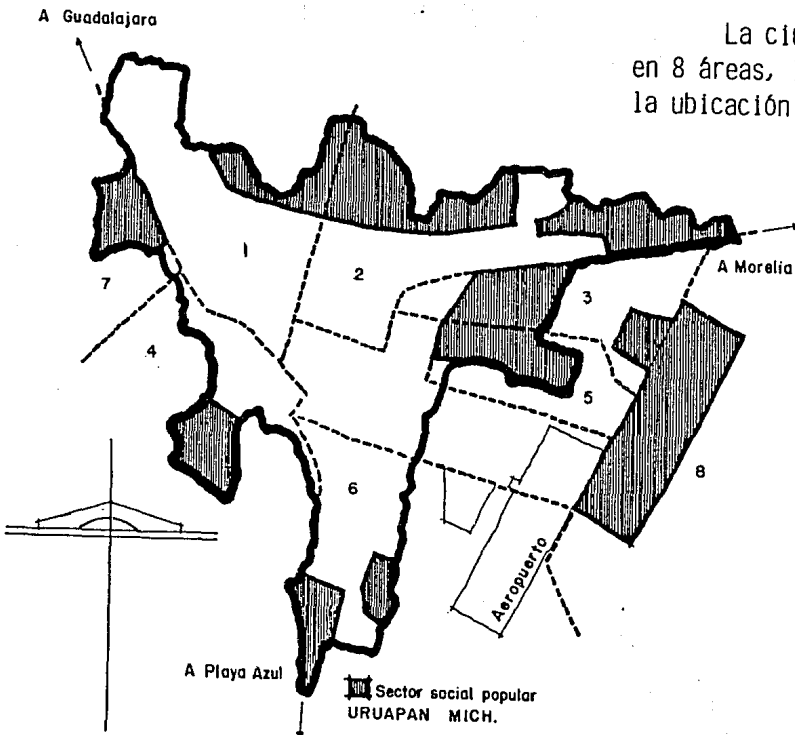 A Guadalajara
La
en 8 áreas,
la ubicación
1
2
A Morelia
3
7
4
5
8
6
Aeropuerto
A Playa Azul
Sector social popular
URUAPAN MICH.